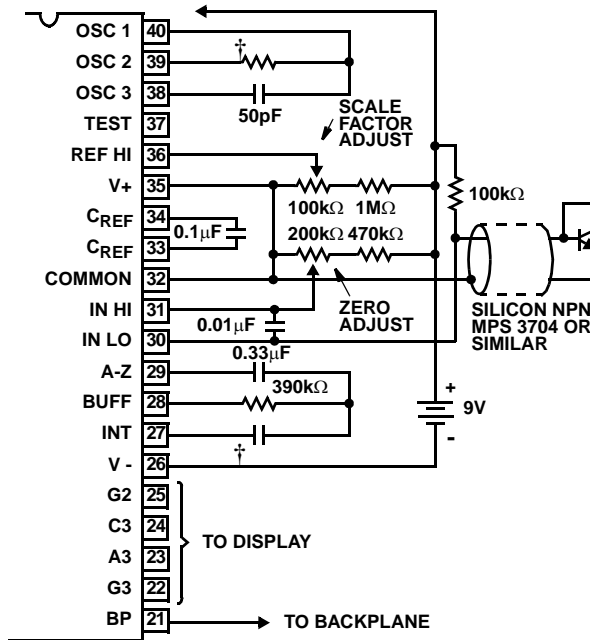 OSC 1 40
OSC 2 39 †
OSC 3 38
50pF
TEST 37
SCALE
FACTOR
ADJUST
REF HI 36
V+ 35
100kΩ 1MΩ
100kΩ
CREF 34
0.1μF
CREF 33
200kΩ 470kΩ
COMMON 32
IN HI 31
ZERO
ADJUST
0.01μF
IN LO 30
SILICON NPN
MPS 3704 OR
SIMILAR
0.33μF
A-Z 29
390kΩ
BUFF 28
INT 27
+
9V
-
†
V - 26
G2 25
C3 24
TO DISPLAY
A3 23
G3 22
BP 21
TO BACKPLANE